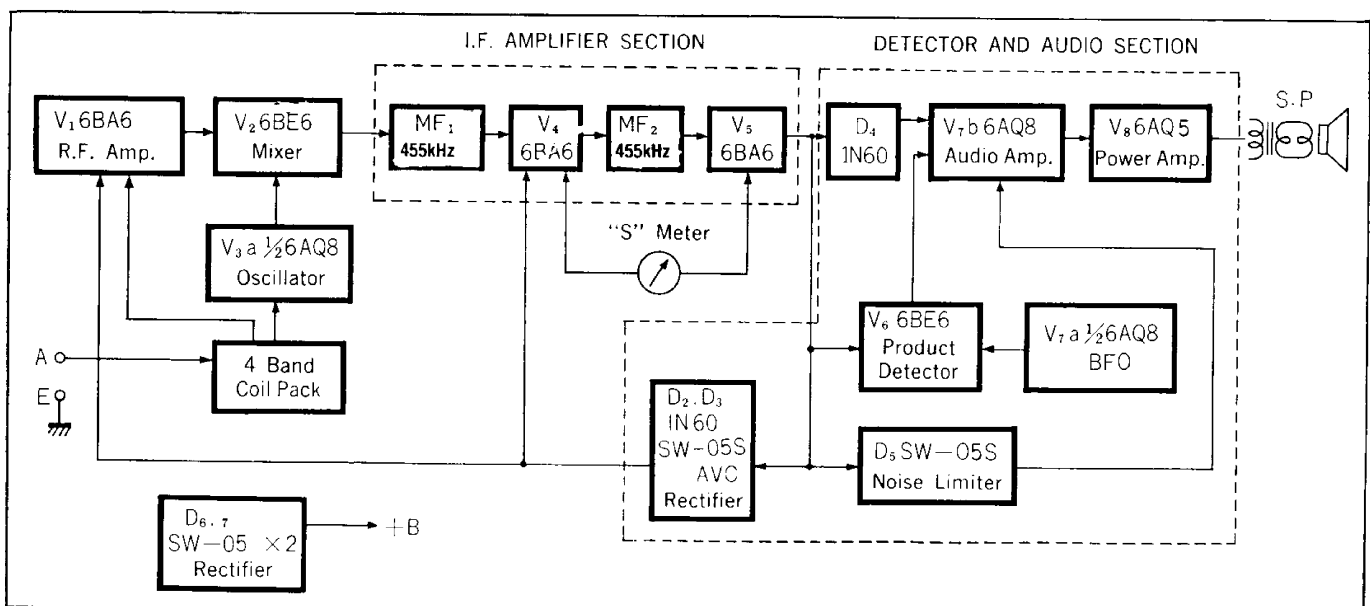 I.F. AMPLIFIER SECTION
DETECTOR AND AUDIO SECTION
V₁ 6BA6
R.F. Amp.
V₂ 6BE6
Mixer
MF₁
455kHz
V₄
6BA6
MF₂
455kHz
V₅
6BA6
D₄
1N60
V₇b 6AQ8
Audio Amp.
V₈ 6AQ5
Power Amp.
S.P
"S" Meter
V₃a ½6AQ8
Oscillator
V₆ 6BE6
Product
Detector
V₇a ½6AQ8
BFO
A
E
4 Band
Coil Pack
D₂. D₃
1N60
SW-05S
AVC
Rectifier
D₅ SW-05S
Noise Limiter
D₆. ₇
SW-05 ×2
Rectifier
+B